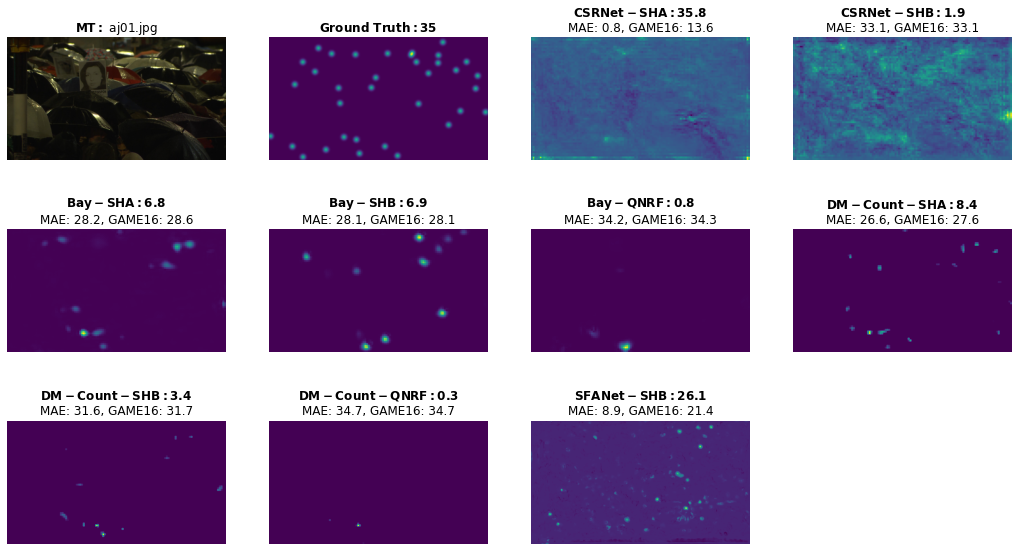 MT: aj01.jpg
Ground Truth: 35
CSRNet − SHA: 35.8
MAE: 0.8, GAME16: 13.6
CSRNet − SHB: 1.9
MAE: 33.1, GAME16: 33.1
Bay − SHA: 6.8
MAE: 28.2, GAME16: 28.6
Bay − SHB: 6.9
MAE: 28.1, GAME16: 28.1
Bay − QNRF: 0.8
MAE: 34.2, GAME16: 34.3
DM − Count − SHA: 8.4
MAE: 26.6, GAME16: 27.6
DM − Count − SHB: 3.4
MAE: 31.6, GAME16: 31.7
DM − Count − QNRF: 0.3
MAE: 34.7, GAME16: 34.7
SFANet − SHB: 26.1
MAE: 8.9, GAME16: 21.4